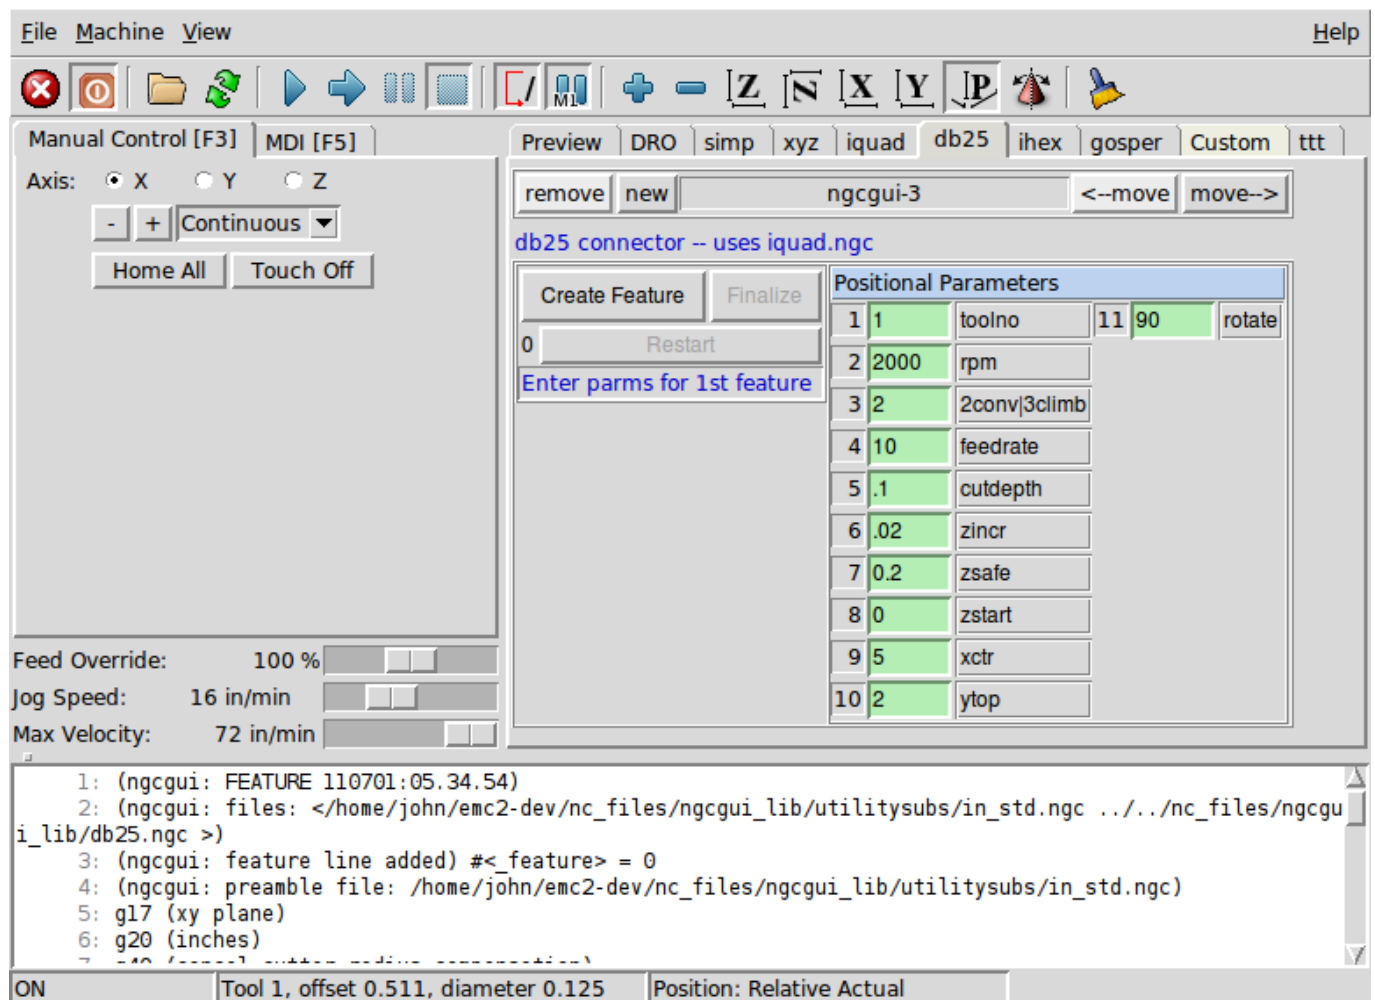 File Machine View Help
M1 Z N X Y P
Manual Control [F3] MDI [F5]
Preview DRO simp xyz iquad db25 ihex gosper Custom ttt
Axis: X Y Z
- + Continuous
Home All Touch Off
remove new ngcgui-3 <--move move-->
db25 connector -- uses iquad.ngc
Create Feature Finalize
0 Restart
Enter parms for 1st feature
Positional Parameters
1 1 toolno 11 90 rotate
2 2000 rpm
3 2 2conv|3climb
4 10 feedrate
5 .1 cutdepth
6 .02 zincr
7 0.2 zsafe
8 0 zstart
9 5 xctr
10 2 ytop
Feed Override: 100 %
Jog Speed: 16 in/min
Max Velocity: 72 in/min
1: (ngcgui: FEATURE 110701:05.34.54)
2: (ngcgui: files: </home/john/emc2-dev/nc_files/ngcgui_lib/utilitysubs/in_std.ngc ../../nc_files/ngcgu
i_lib/db25.ngc >)
3: (ngcgui: feature line added) #<_feature> = 0
4: (ngcgui: preamble file: /home/john/emc2-dev/nc_files/ngcgui_lib/utilitysubs/in_std.ngc)
5: g17 (xy plane)
6: g20 (inches)
7: g40 (cancel cutter radius compensation)
ON Tool 1, offset 0.511, diameter 0.125 Position: Relative Actual